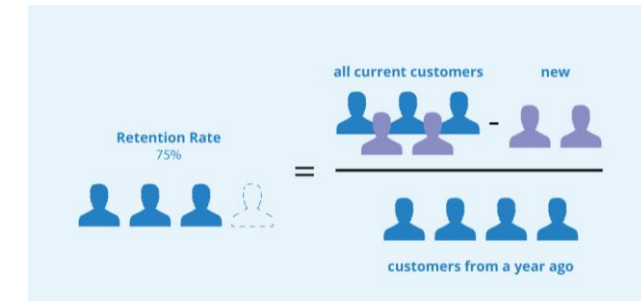 all current customers
new
Retention Rate
75%
-
=
customers from a year ago